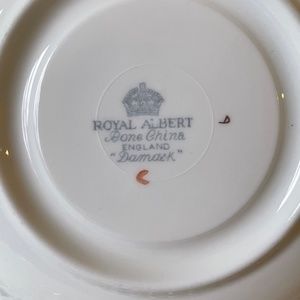 ROYAL ALBERT
Bone China
ENGLAND
"Damask"